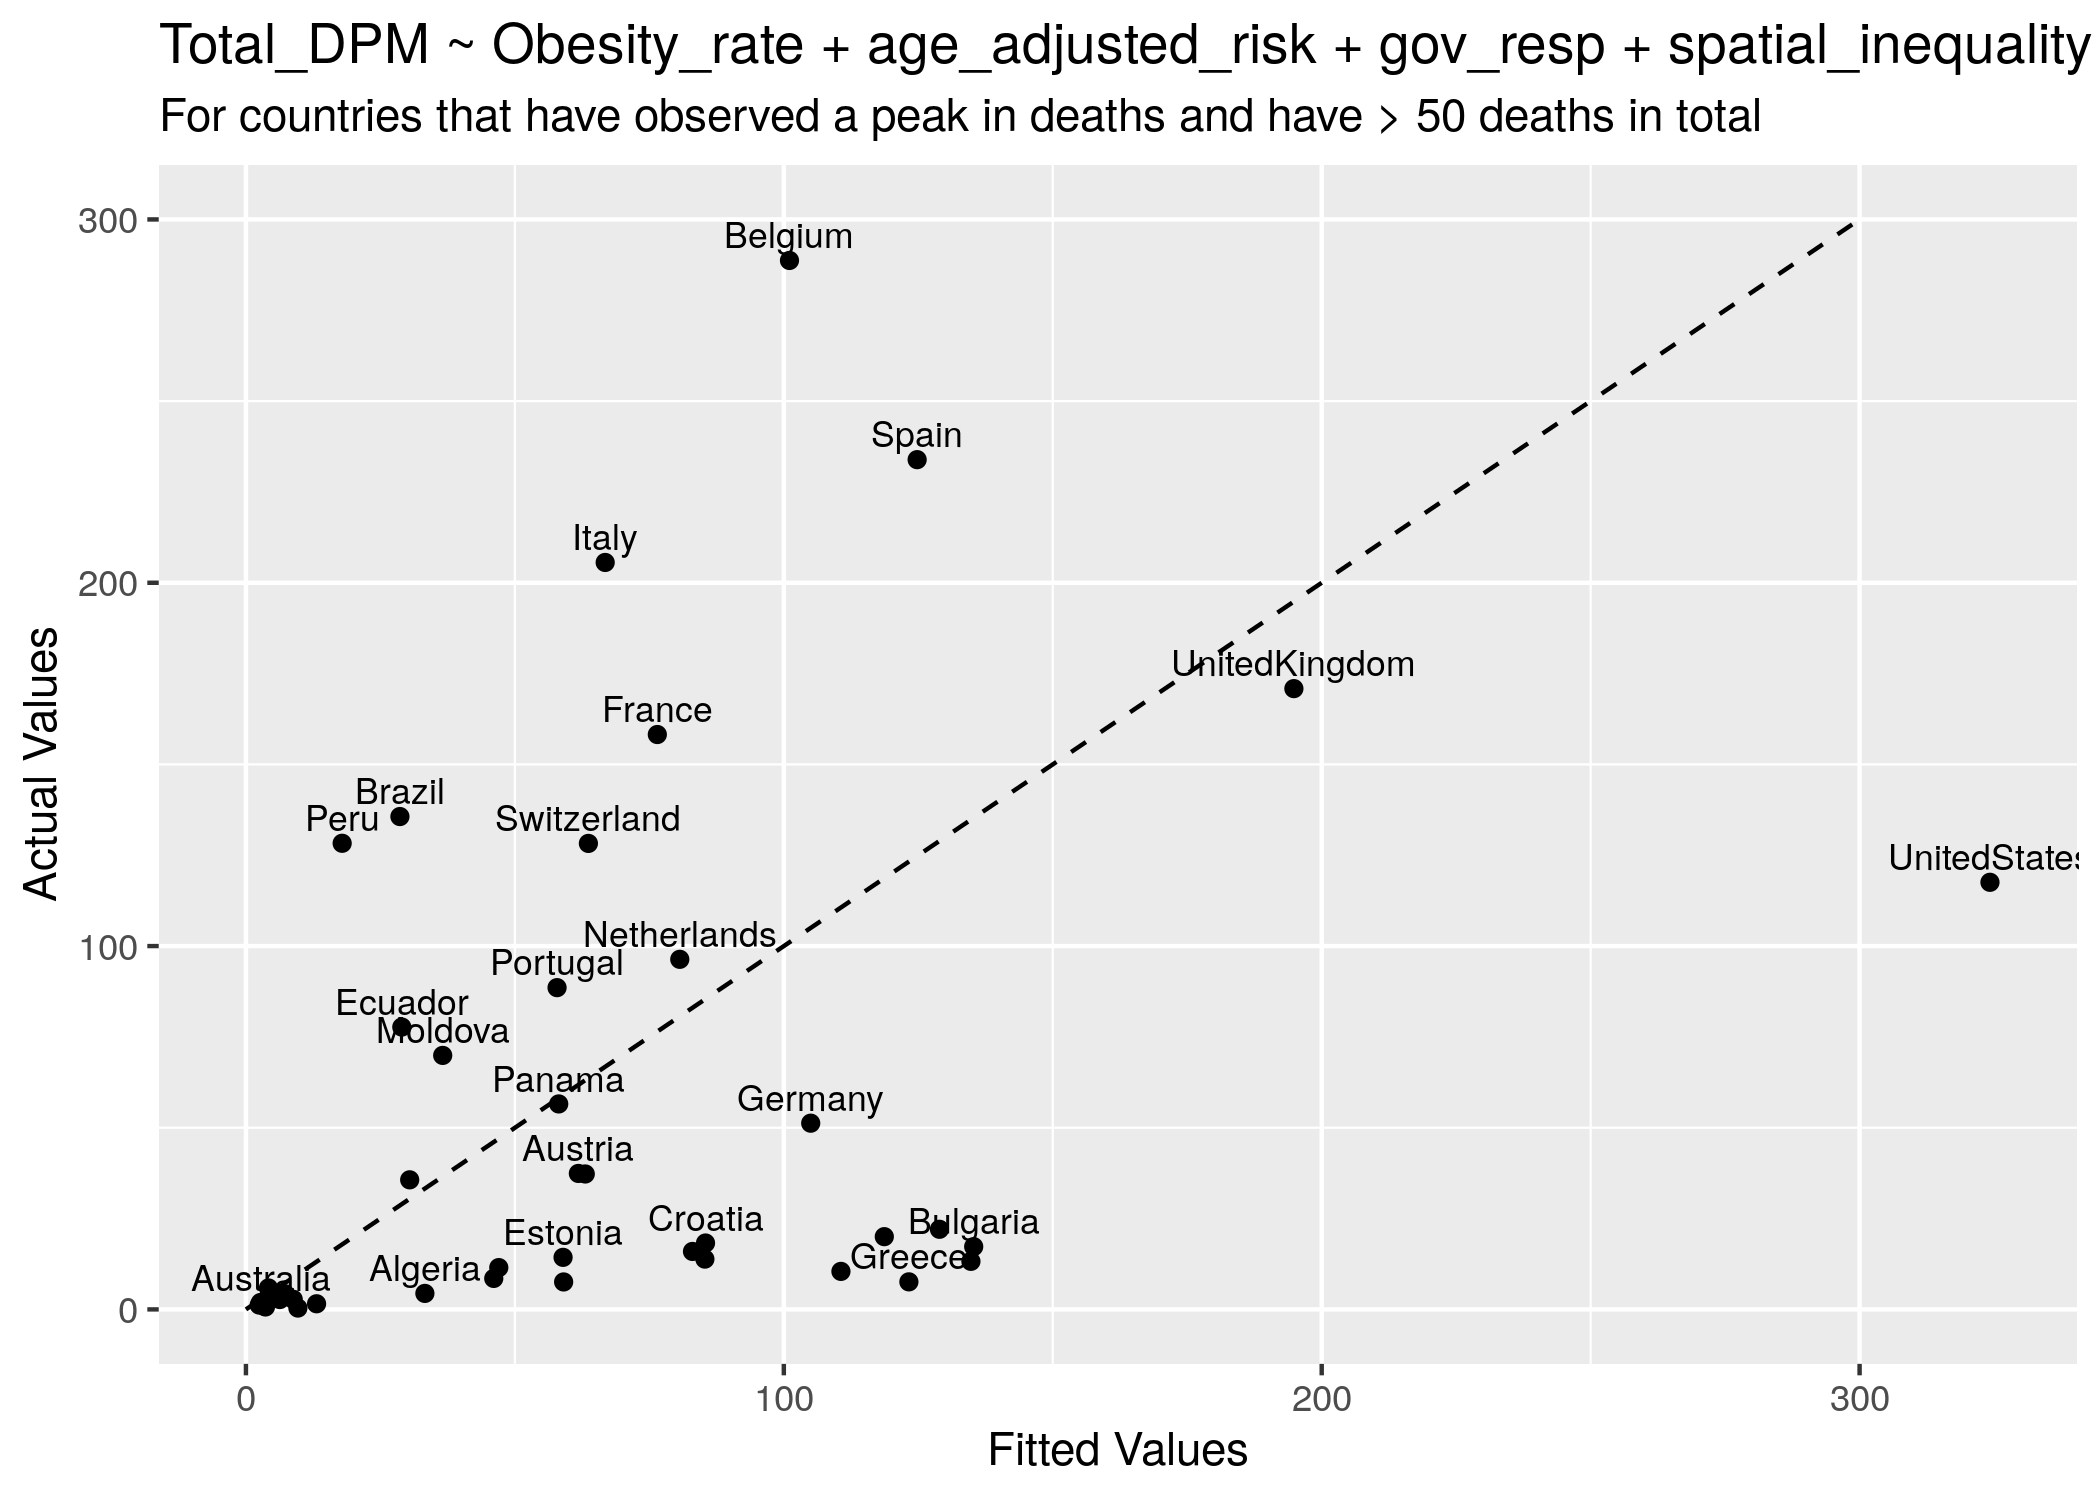 Total_DPM ~ Obesity_rate + age_adjusted_risk + gov_resp + spatial_inequality
For countries that have observed a peak in deaths and have > 50 deaths in total
300
Belgium
Spain
Italy
200
UnitedKingdom
France
Brazil
Peru
Switzerland
UnitedStates
Netherlands
100
Portugal
Ecuador
Moldova
Panama
Germany
Austria
Croatia
Bulgaria
Estonia
Greece
Algeria
Australia
0
Actual Values
0 100 200 300
Fitted Values